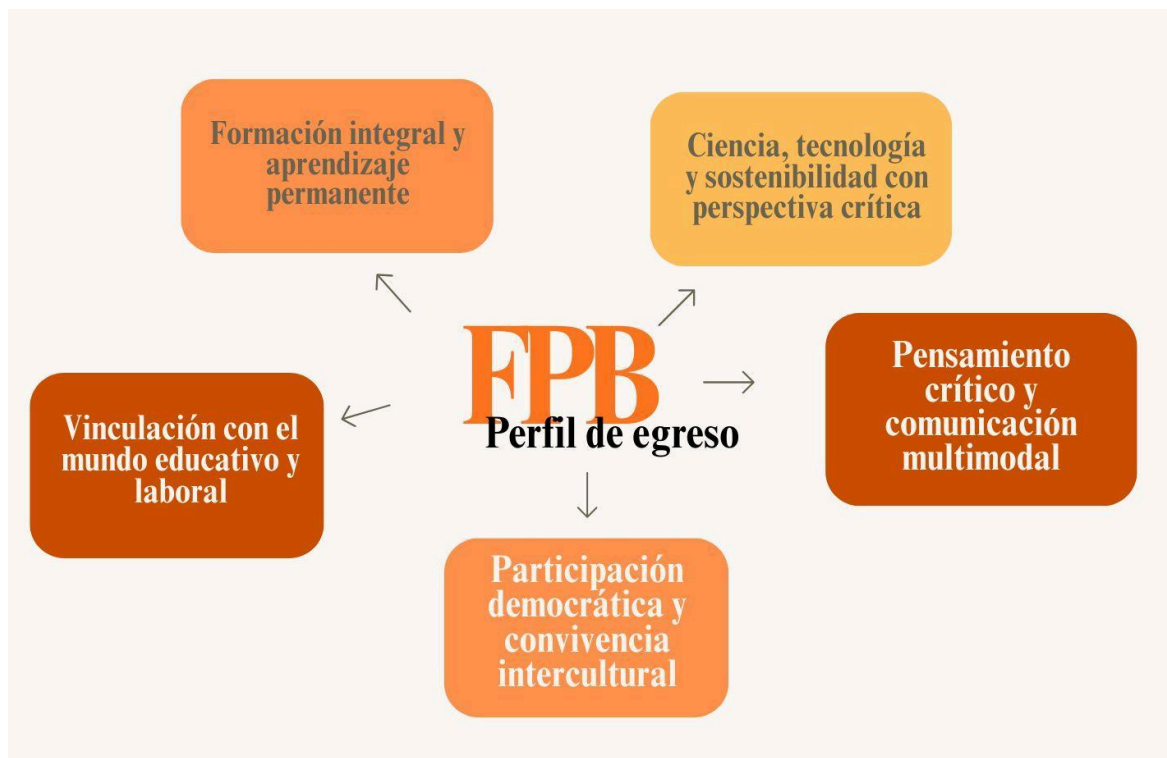 Formación integral y
aprendizaje
permanente
Ciencia, tecnología
y sostenibilidad con
perspectiva crítica
FPB
Perfil de egreso
Pensamiento
crítico y
comunicación
multimodal
Vinculación con el
mundo educativo y
laboral
Participación
democrática y
convivencia
intercultural